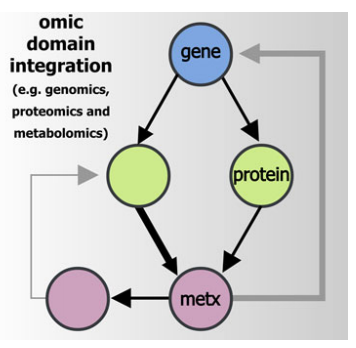 omic
domain
integration
(e.g. genomics,
proteomics and
metabolomics)
gene
protein
metx